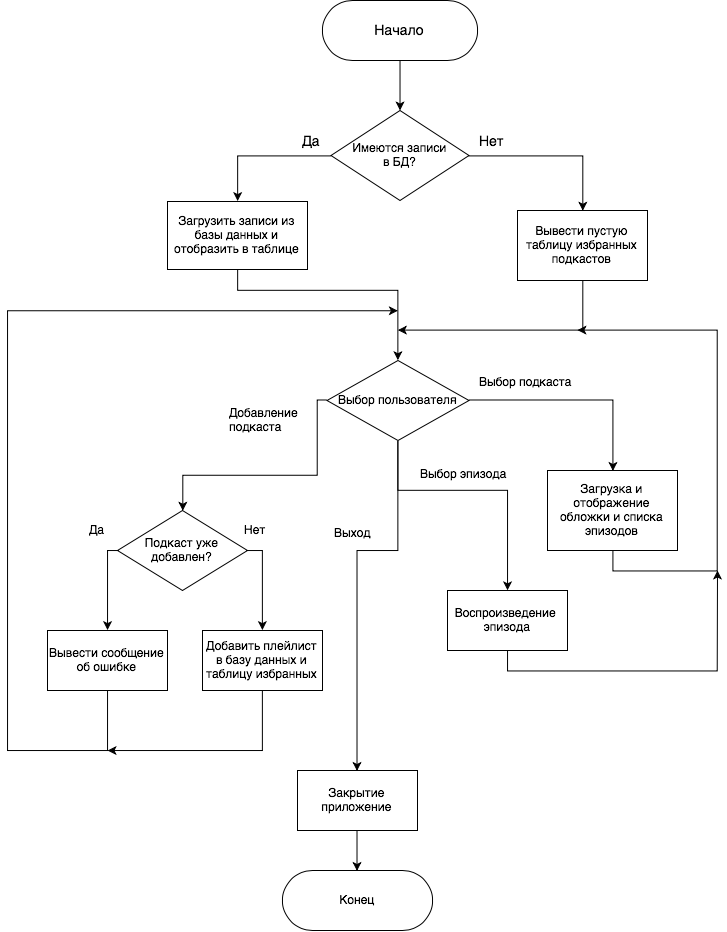 Начало
Да
Имеются записи
в БД?
Нет
Загрузить записи из
базы данных и
отобразить в таблице
Вывести пустую
таблицу избранных
подкастов
Выбор пользователя
Выбор подкаста
Добавление
подкаста
Выбор эпизода
Загрузка и
отображение
обложки и списка
эпизодов
Да
Подкаст уже
добавлен?
Нет
Выход
Воспроизведение
эпизода
Вывести сообщение
об ошибке
Добавить плейлист
в базу данных и
таблицу избранных
Закрытие
приложение
Конец